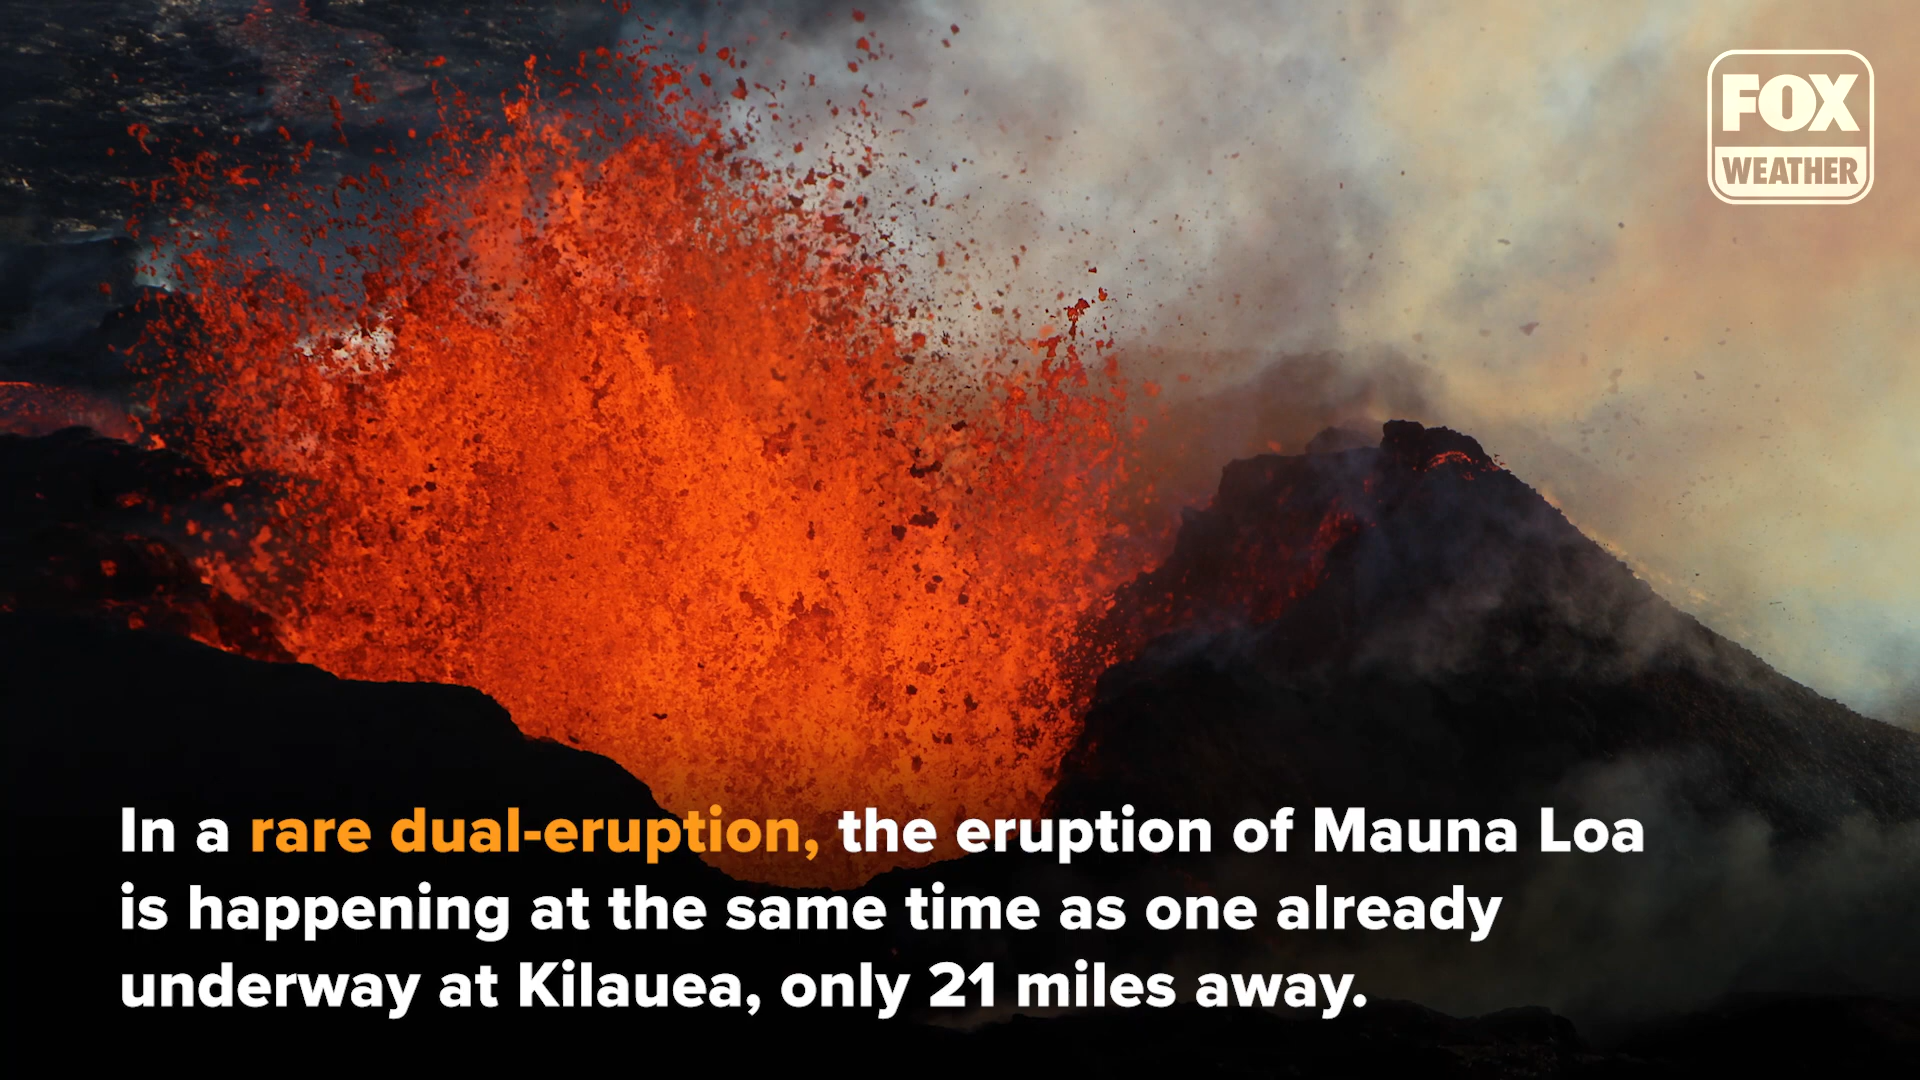 FOX
WEATHER
In a rare dual-eruption, the eruption of Mauna Loa
is happening at the same time as one already
underway at Kilauea, only 21 miles away.